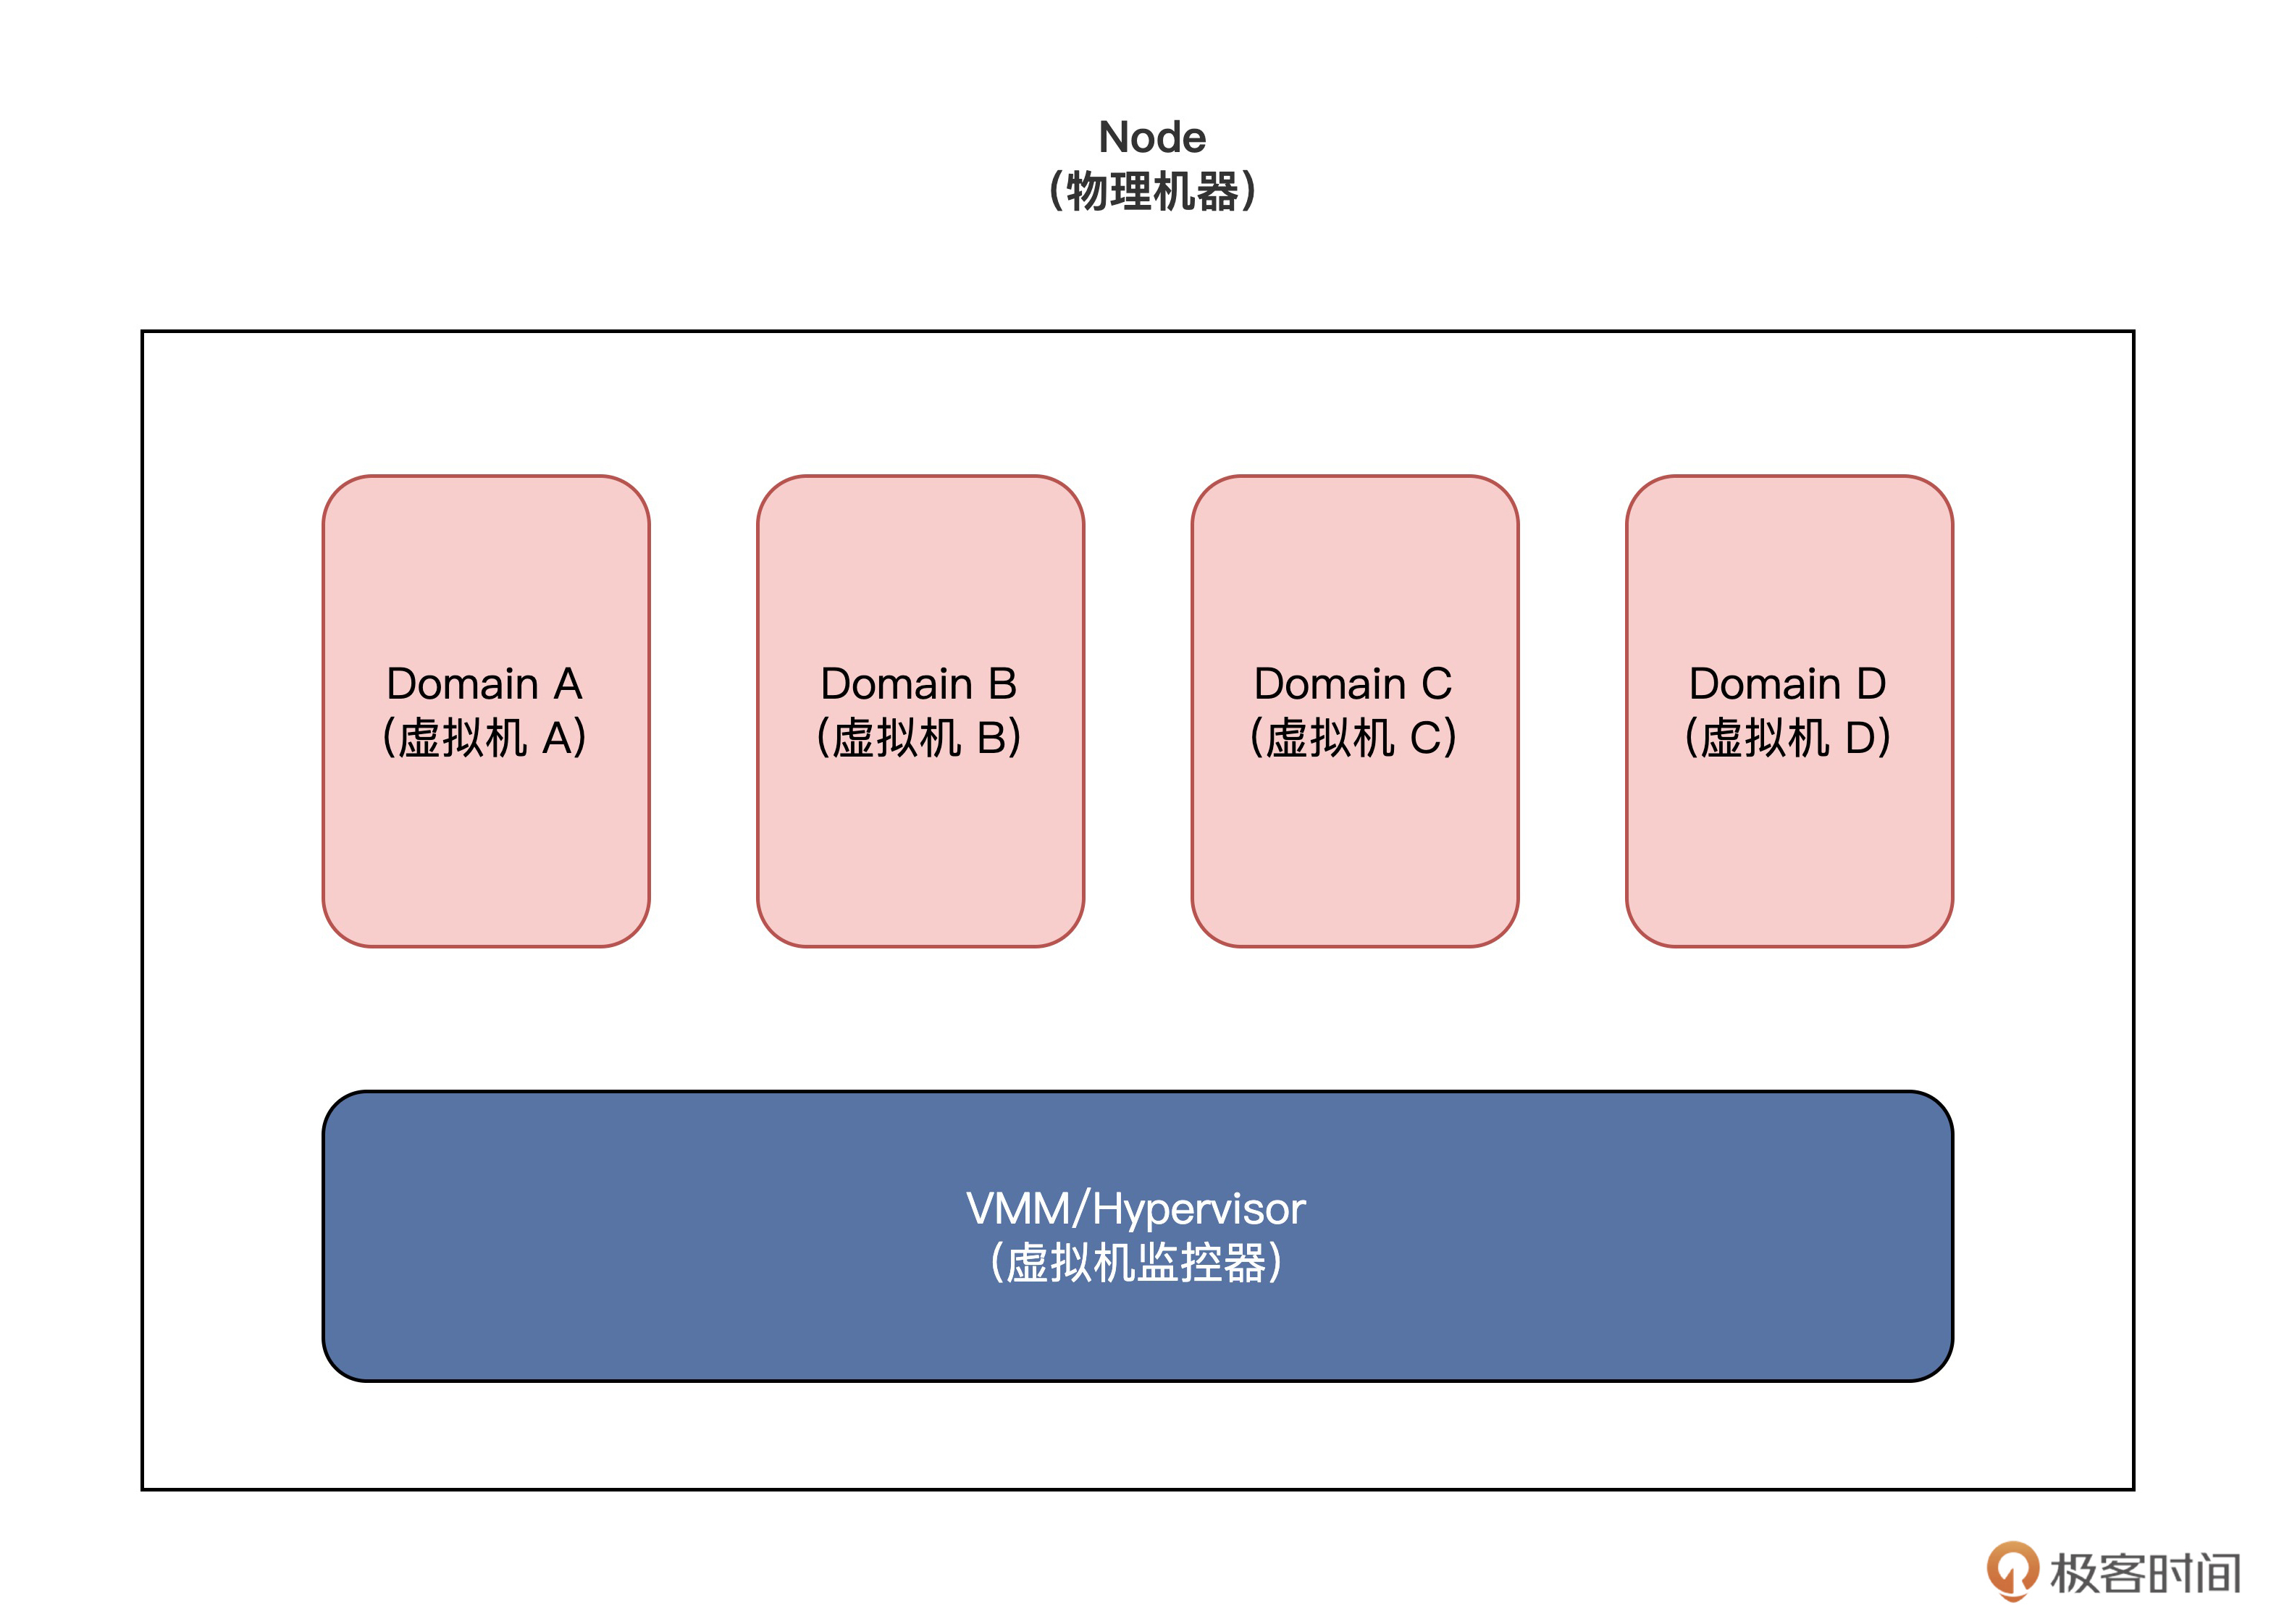 Node
(物理机器)
Domain A
(虚拟机 A)
Domain B
(虚拟机 B)
Domain C
(虚拟机 C)
Domain D
(虚拟机 D)
VMM/Hypervisor
(虚拟机监控器)
极客时间